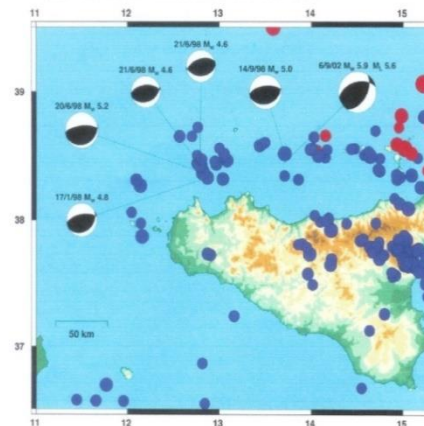 11 12 13 14 15
21/6/98 Mw 4.6
21/6/98 Mw 4.6 14/9/98 Mw 5.0 6/9/02 Mw 5.9 ML 5.6
39
20/6/98 Mw 5.2
17/1/98 Mw 4.8
38
50 km
37
11 12 13 14 15